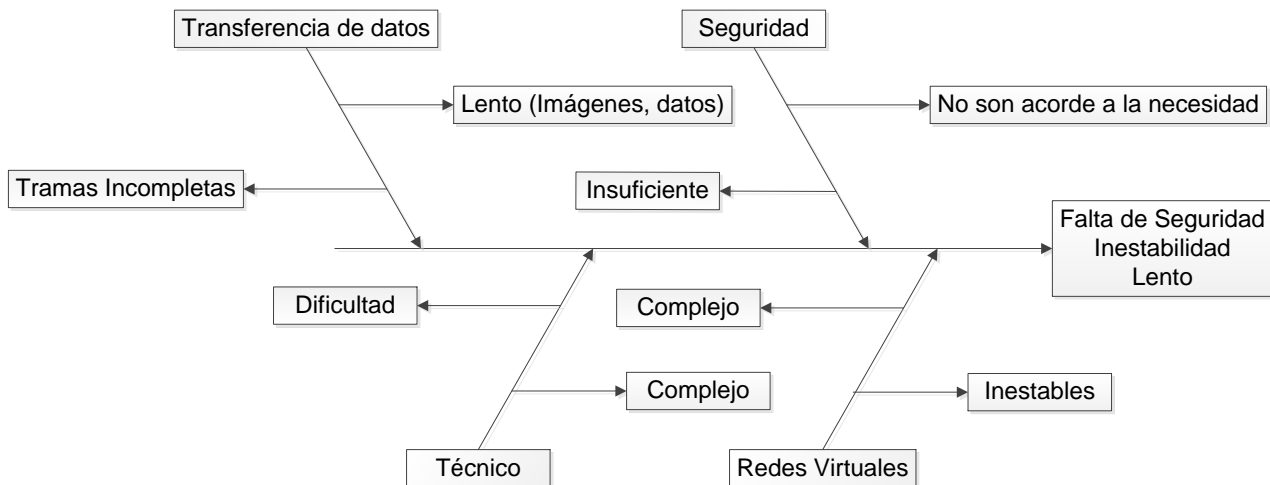 Transferencia de datos
Seguridad
Lento (Imágenes, datos)
No son acorde a la necesidad
Tramas Incompletas
Insuficiente
Falta de Seguridad
Inestabilidad
Lento
Dificultad
Complejo
Complejo
Inestables
Técnico
Redes Virtuales